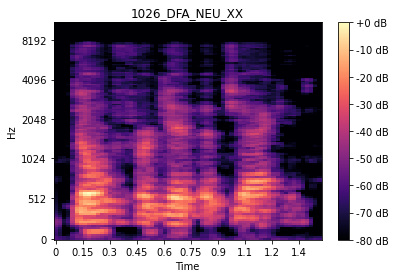 1026_DFA_NEU_XX
+0 dB
8192
-10 dB
4096
-20 dB
-30 dB
2048
Hz
-40 dB
1024
-50 dB
512
-60 dB
-70 dB
0
-80 dB
0 0.15 0.3 0.45 0.6 0.75 0.9 1.1 1.2 1.4
Time